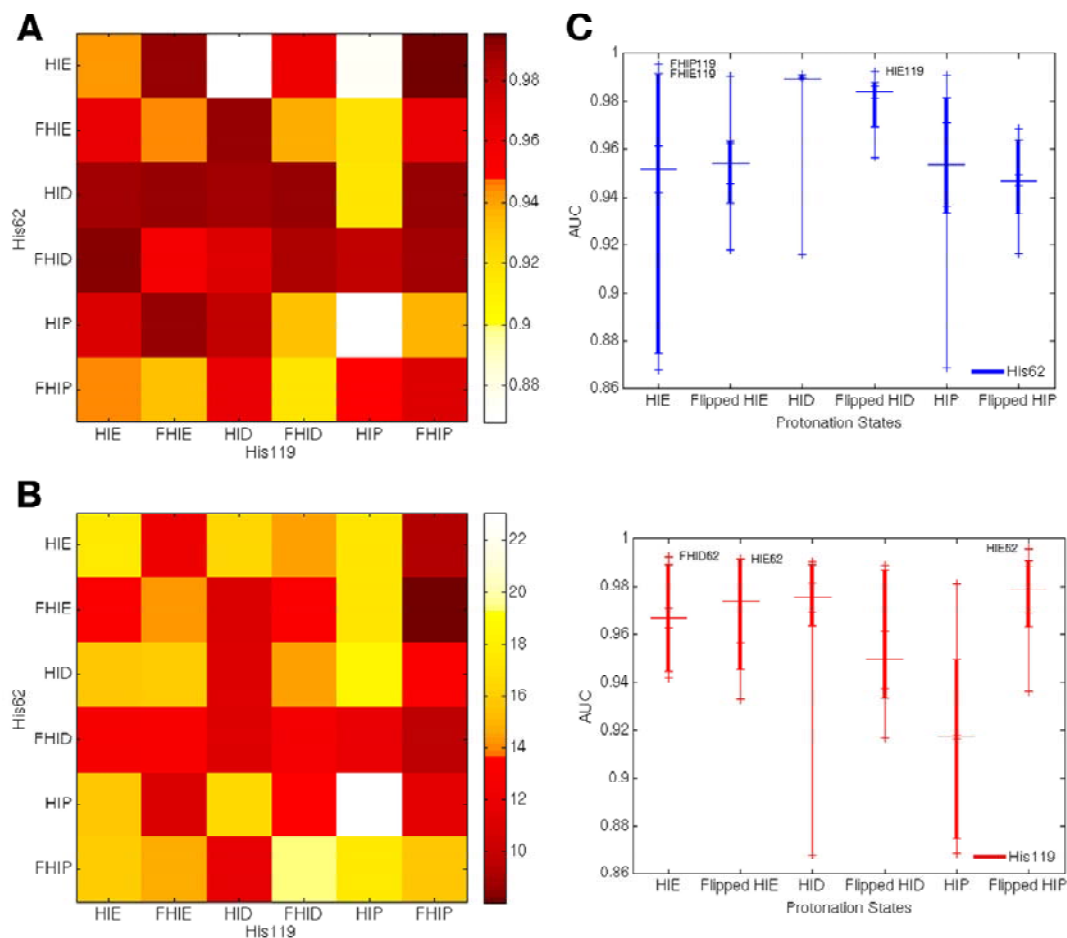 A
HIE
FHIE
HID
FHID
HIP
FHIP
His62
HIE FHIE HID FHID HIP FHIP
His119
0.98
0.96
0.94
0.92
0.9
0.88
B
HIE
FHIE
HID
FHID
HIP
FHIP
His62
HIE FHIE HID FHID HIP FHIP
His119
22
20
18
16
14
12
10
C
1
0.98
0.96
0.94
0.92
0.9
0.88
0.86
AUC
FHIP119
FHIE119
HIE119
His62
HIE Flipped HIE HID Flipped HID HIP Flipped HIP
Protonation States
1
0.98
0.96
0.94
0.92
0.9
0.88
0.86
AUC
FHID62
HIE62
HIE62
His119
HIE Flipped HIE HID Flipped HID HIP Flipped HIP
Protonation States